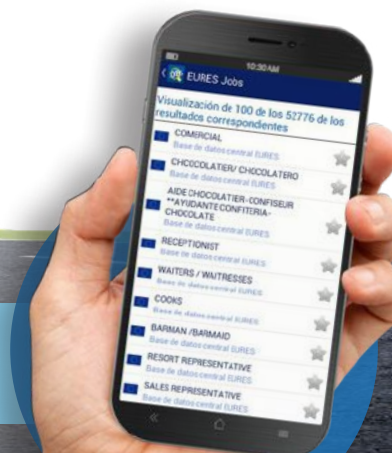 10:30 AM
EURES Jobs
Visualización de 100 de los 52776 de los
resultados correspondientes
COMERCIAL
Base de datos central EURES
CHCOCOLATIER/ CHOCOLATERO
Base de datos central EURES
AIDE CHOCOLATIER-CONFISEUR
**AYUDANTE CONFITERIA-
CHOCOLATE
Base de datos central EURES
RECEPTIONIST
Base de datos central EURES
WAITERS / WAITRESSES
Base de datos central EURES
COOKS
Base de datos central EURES
BARMAN /BARMAID
Base de datos central EURES
RESORT REPRESENTATIVE
Base de datos central EURES
SALES REPRESENTATIVE
Base de datos central EURES